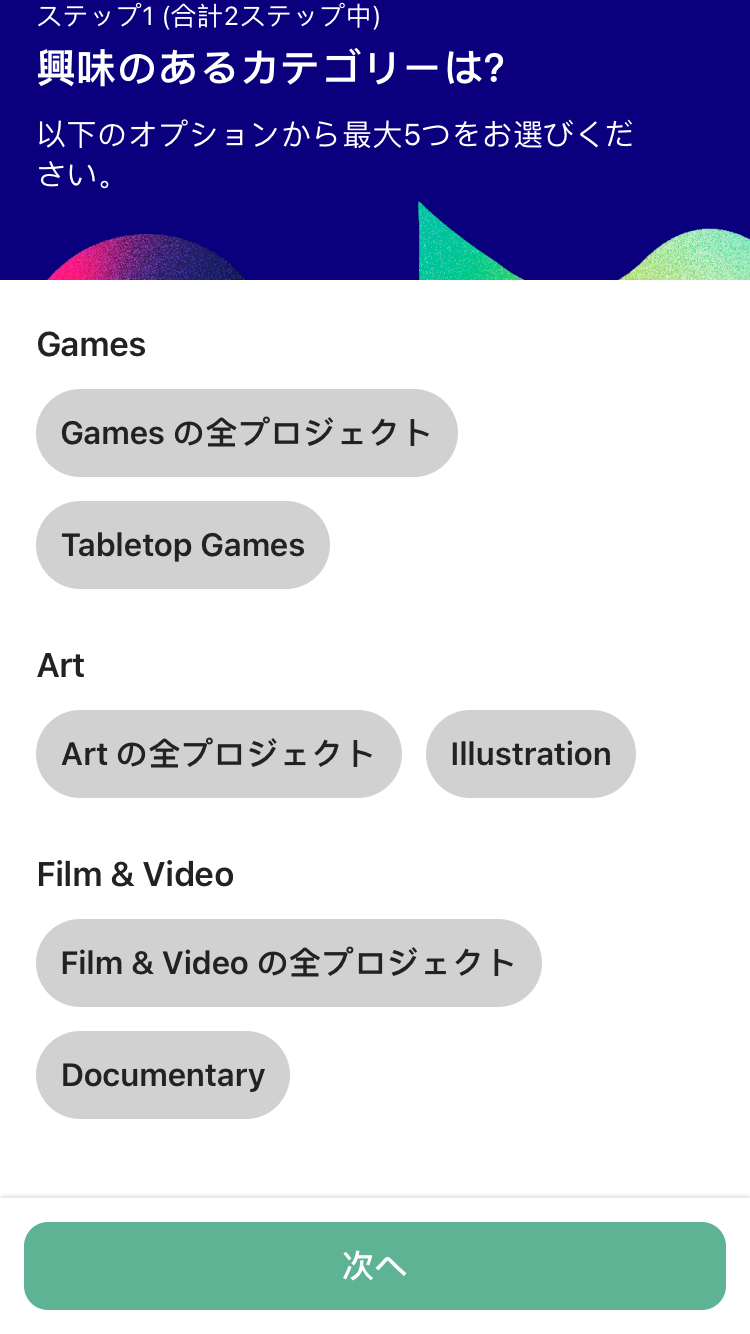 ステップ1 (合計2ステップ中)
興味のあるカテゴリーは?
以下のオプションから最大5つをお選びくだ
さい。
Games
Games の全プロジェクト
Tabletop Games
Art
Art の全プロジェクト
Illustration
Film & Video
Film & Video の全プロジェクト
Documentary
次へ